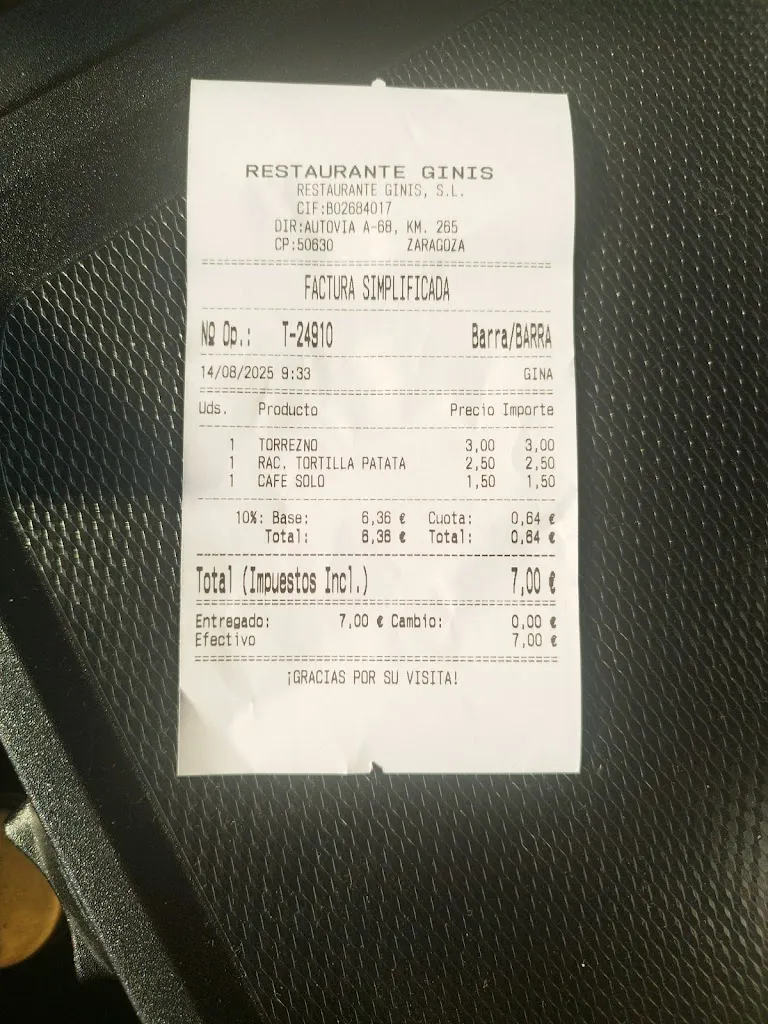 RESTAURANTE GINIS
RESTAURANTE GINIS, S.L.
CIF:B02684017
DIR:AUTOVIA A-68, KM. 265
CP:50630 ZARAGOZA
FACTURA SIMPLIFICADA
Nº Op.: T-24910 Barra/BARRA
14/08/2025 9:33 GINA
Uds. Producto Precio Importe
1 TORREZNO 3,00 3,00
1 RAC. TORTILLA PATATA 2,50 2,50
1 CAFE SOLO 1,50 1,50
10%: Base: 6,36 € Cuota: 0,64 €
Total: 6,36 € Total: 0,64 €
Total (Impuestos Incl.) 7,00 €
Entregado: 7,00 € Cambio: 0,00 €
Efectivo 7,00 €
¡GRACIAS POR SU VISITA!